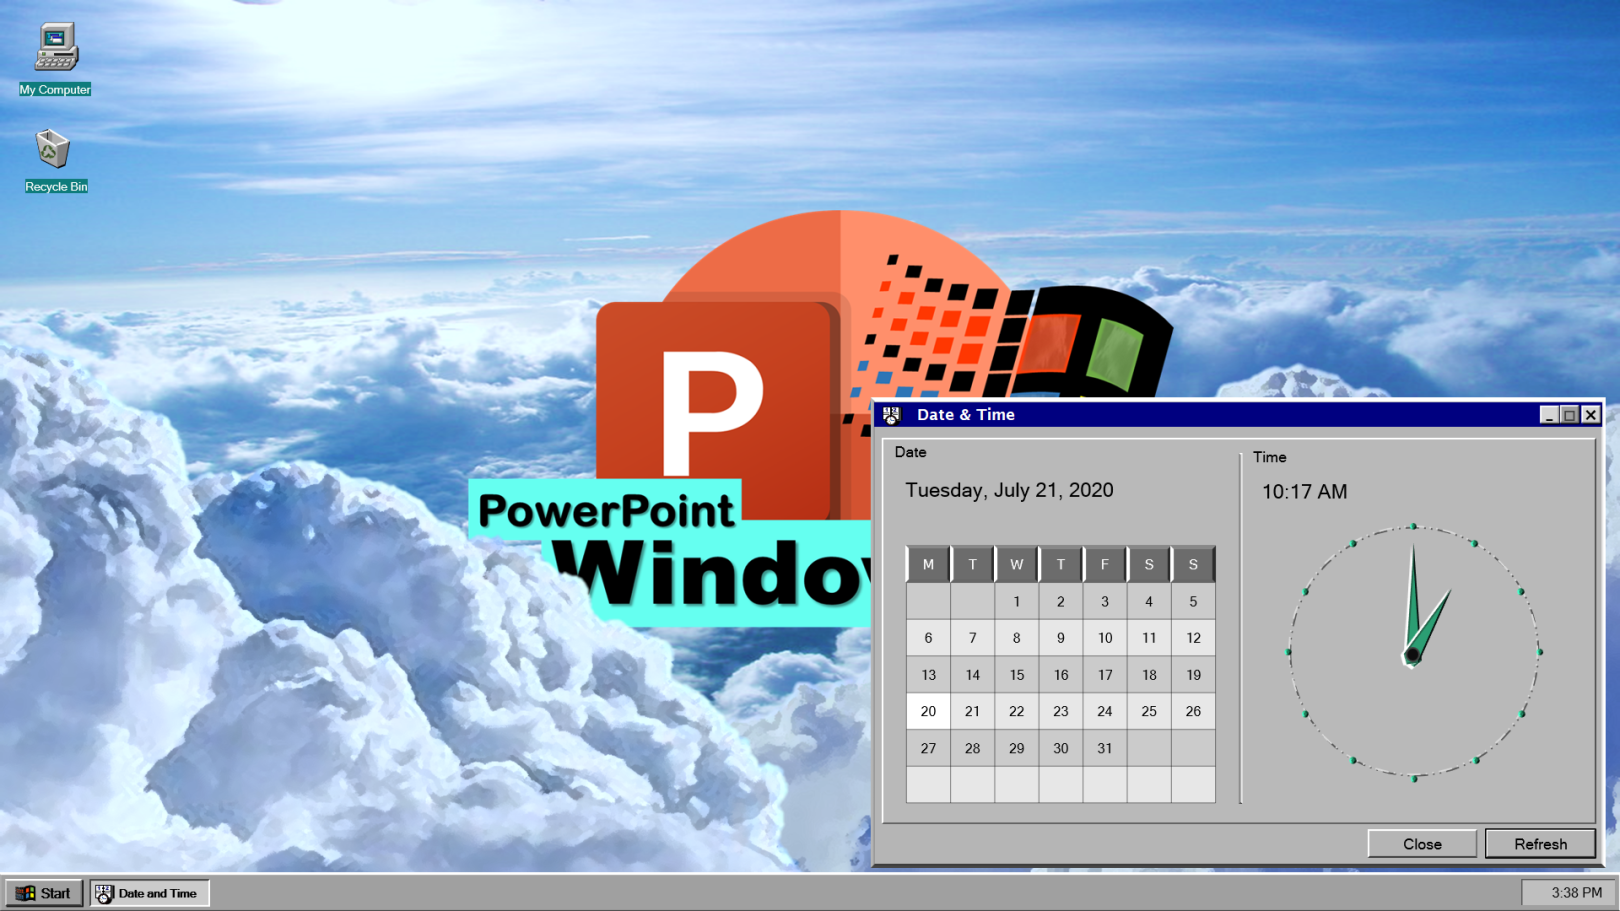 My Computer
Recycle Bin
P
PowerPoint
Window
Date & Time
Date
Tuesday, July 21, 2020
M T W T F S S
1 2 3 4 5
6 7 8 9 10 11 12
13 14 15 16 17 18 19
20 21 22 23 24 25 26
27 28 29 30 31
Time
10:17 AM
Close
Refresh
Start
Date and Time
3:38 PM